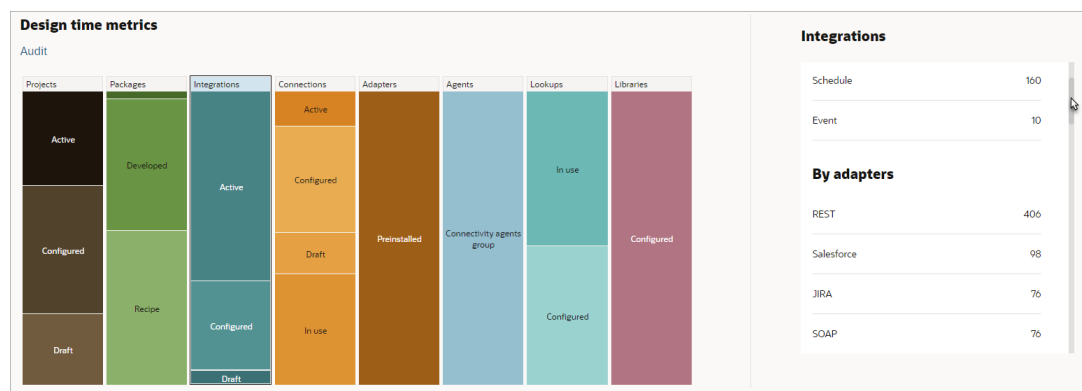 Design time metrics
Audit
Projects
Packages
Integrations
Connections
Adapters
Agents
Lookups
Libraries
Active
Configured
Draft
Developed
Recipe
Active
Configured
Draft
Active
Configured
Draft
In use
Preinstalled
Connectivity agents
group
In use
Configured
Configured
Integrations
Schedule 160
Event 10
By adapters
REST 406
Salesforce 98
JIRA 76
SOAP 76